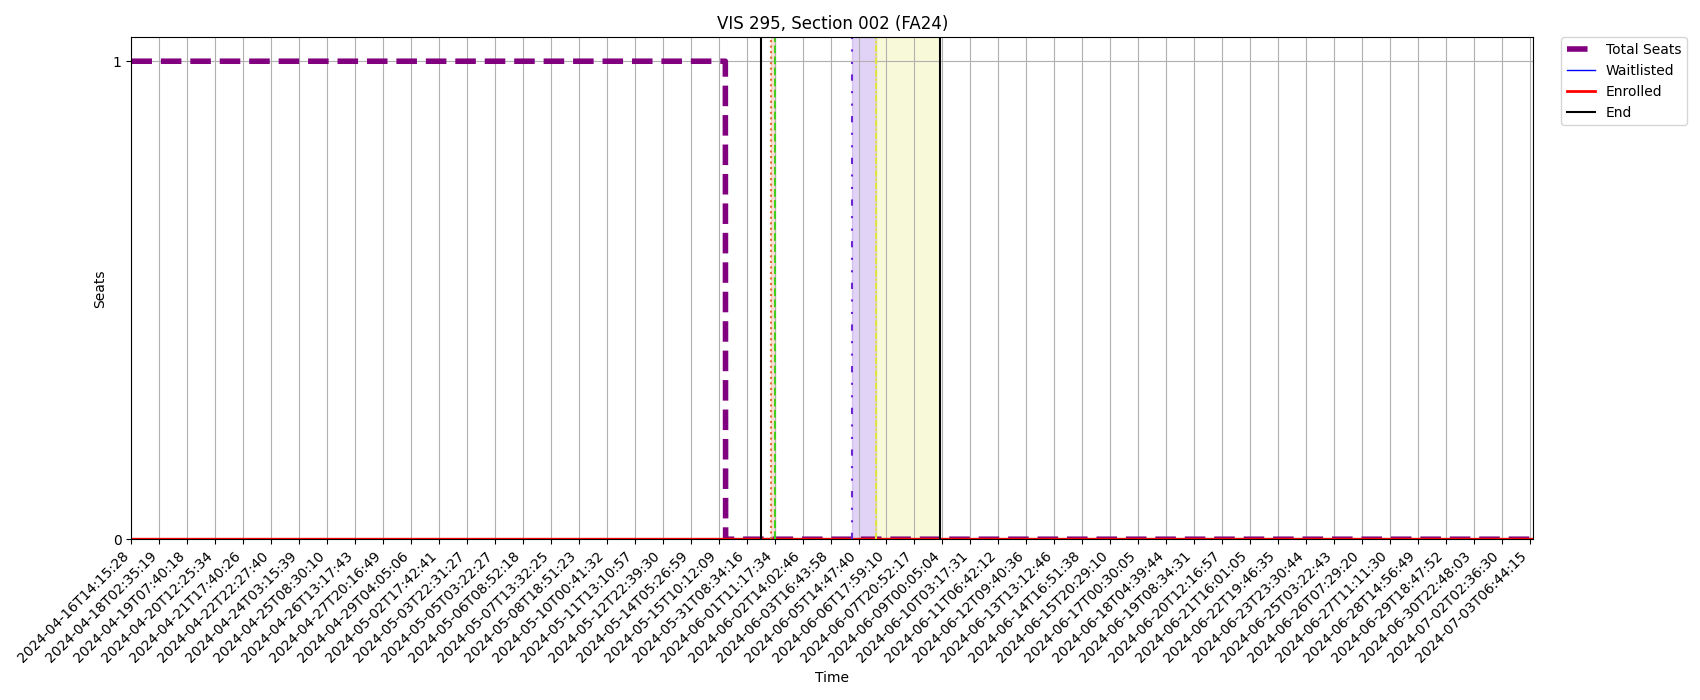 VIS 295, Section 002 (FA24)
Total Seats
Waitlisted
Enrolled
End
Seats
1
0
2024-04-16T14:15:28
2024-04-18T02:35:19
2024-04-19T07:40:18
2024-04-20T12:25:34
2024-04-21T17:40:26
2024-04-22T22:27:40
2024-04-24T03:15:39
2024-04-25T08:30:10
2024-04-26T13:17:43
2024-04-27T20:16:49
2024-04-29T04:05:06
2024-05-02T17:42:41
2024-05-03T22:31:27
2024-05-05T03:22:27
2024-05-06T08:52:18
2024-05-07T13:32:25
2024-05-08T18:51:23
2024-05-10T00:41:32
2024-05-11T13:10:57
2024-05-12T22:39:30
2024-05-14T05:26:59
2024-05-15T10:12:09
2024-05-31T08:34:16
2024-06-01T11:17:34
2024-06-02T14:02:46
2024-06-03T16:43:58
2024-06-05T14:47:40
2024-06-06T17:59:10
2024-06-07T20:52:17
2024-06-09T00:05:04
2024-06-10T03:17:31
2024-06-11T06:42:12
2024-06-12T09:40:36
2024-06-13T13:12:46
2024-06-14T16:51:38
2024-06-15T20:29:10
2024-06-17T00:30:05
2024-06-18T04:39:44
2024-06-19T08:34:31
2024-06-20T12:16:57
2024-06-21T16:01:05
2024-06-22T19:46:35
2024-06-23T23:30:44
2024-06-25T03:22:43
2024-06-26T07:29:20
2024-06-27T11:11:30
2024-06-28T14:56:49
2024-06-29T18:47:52
2024-06-30T22:48:03
2024-07-02T02:36:30
2024-07-03T06:44:15
Time